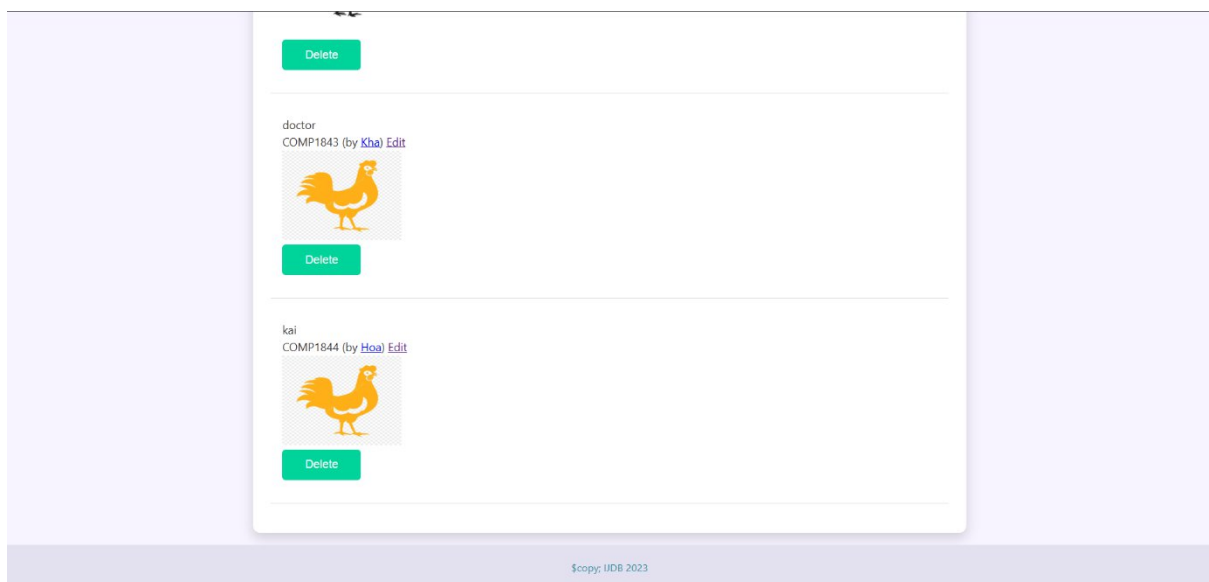 Delete
doctor
COMP1843 (by Kha) Edit
Delete
kai
COMP1844 (by Hoa) Edit
Delete
$copy; IJDB 2023